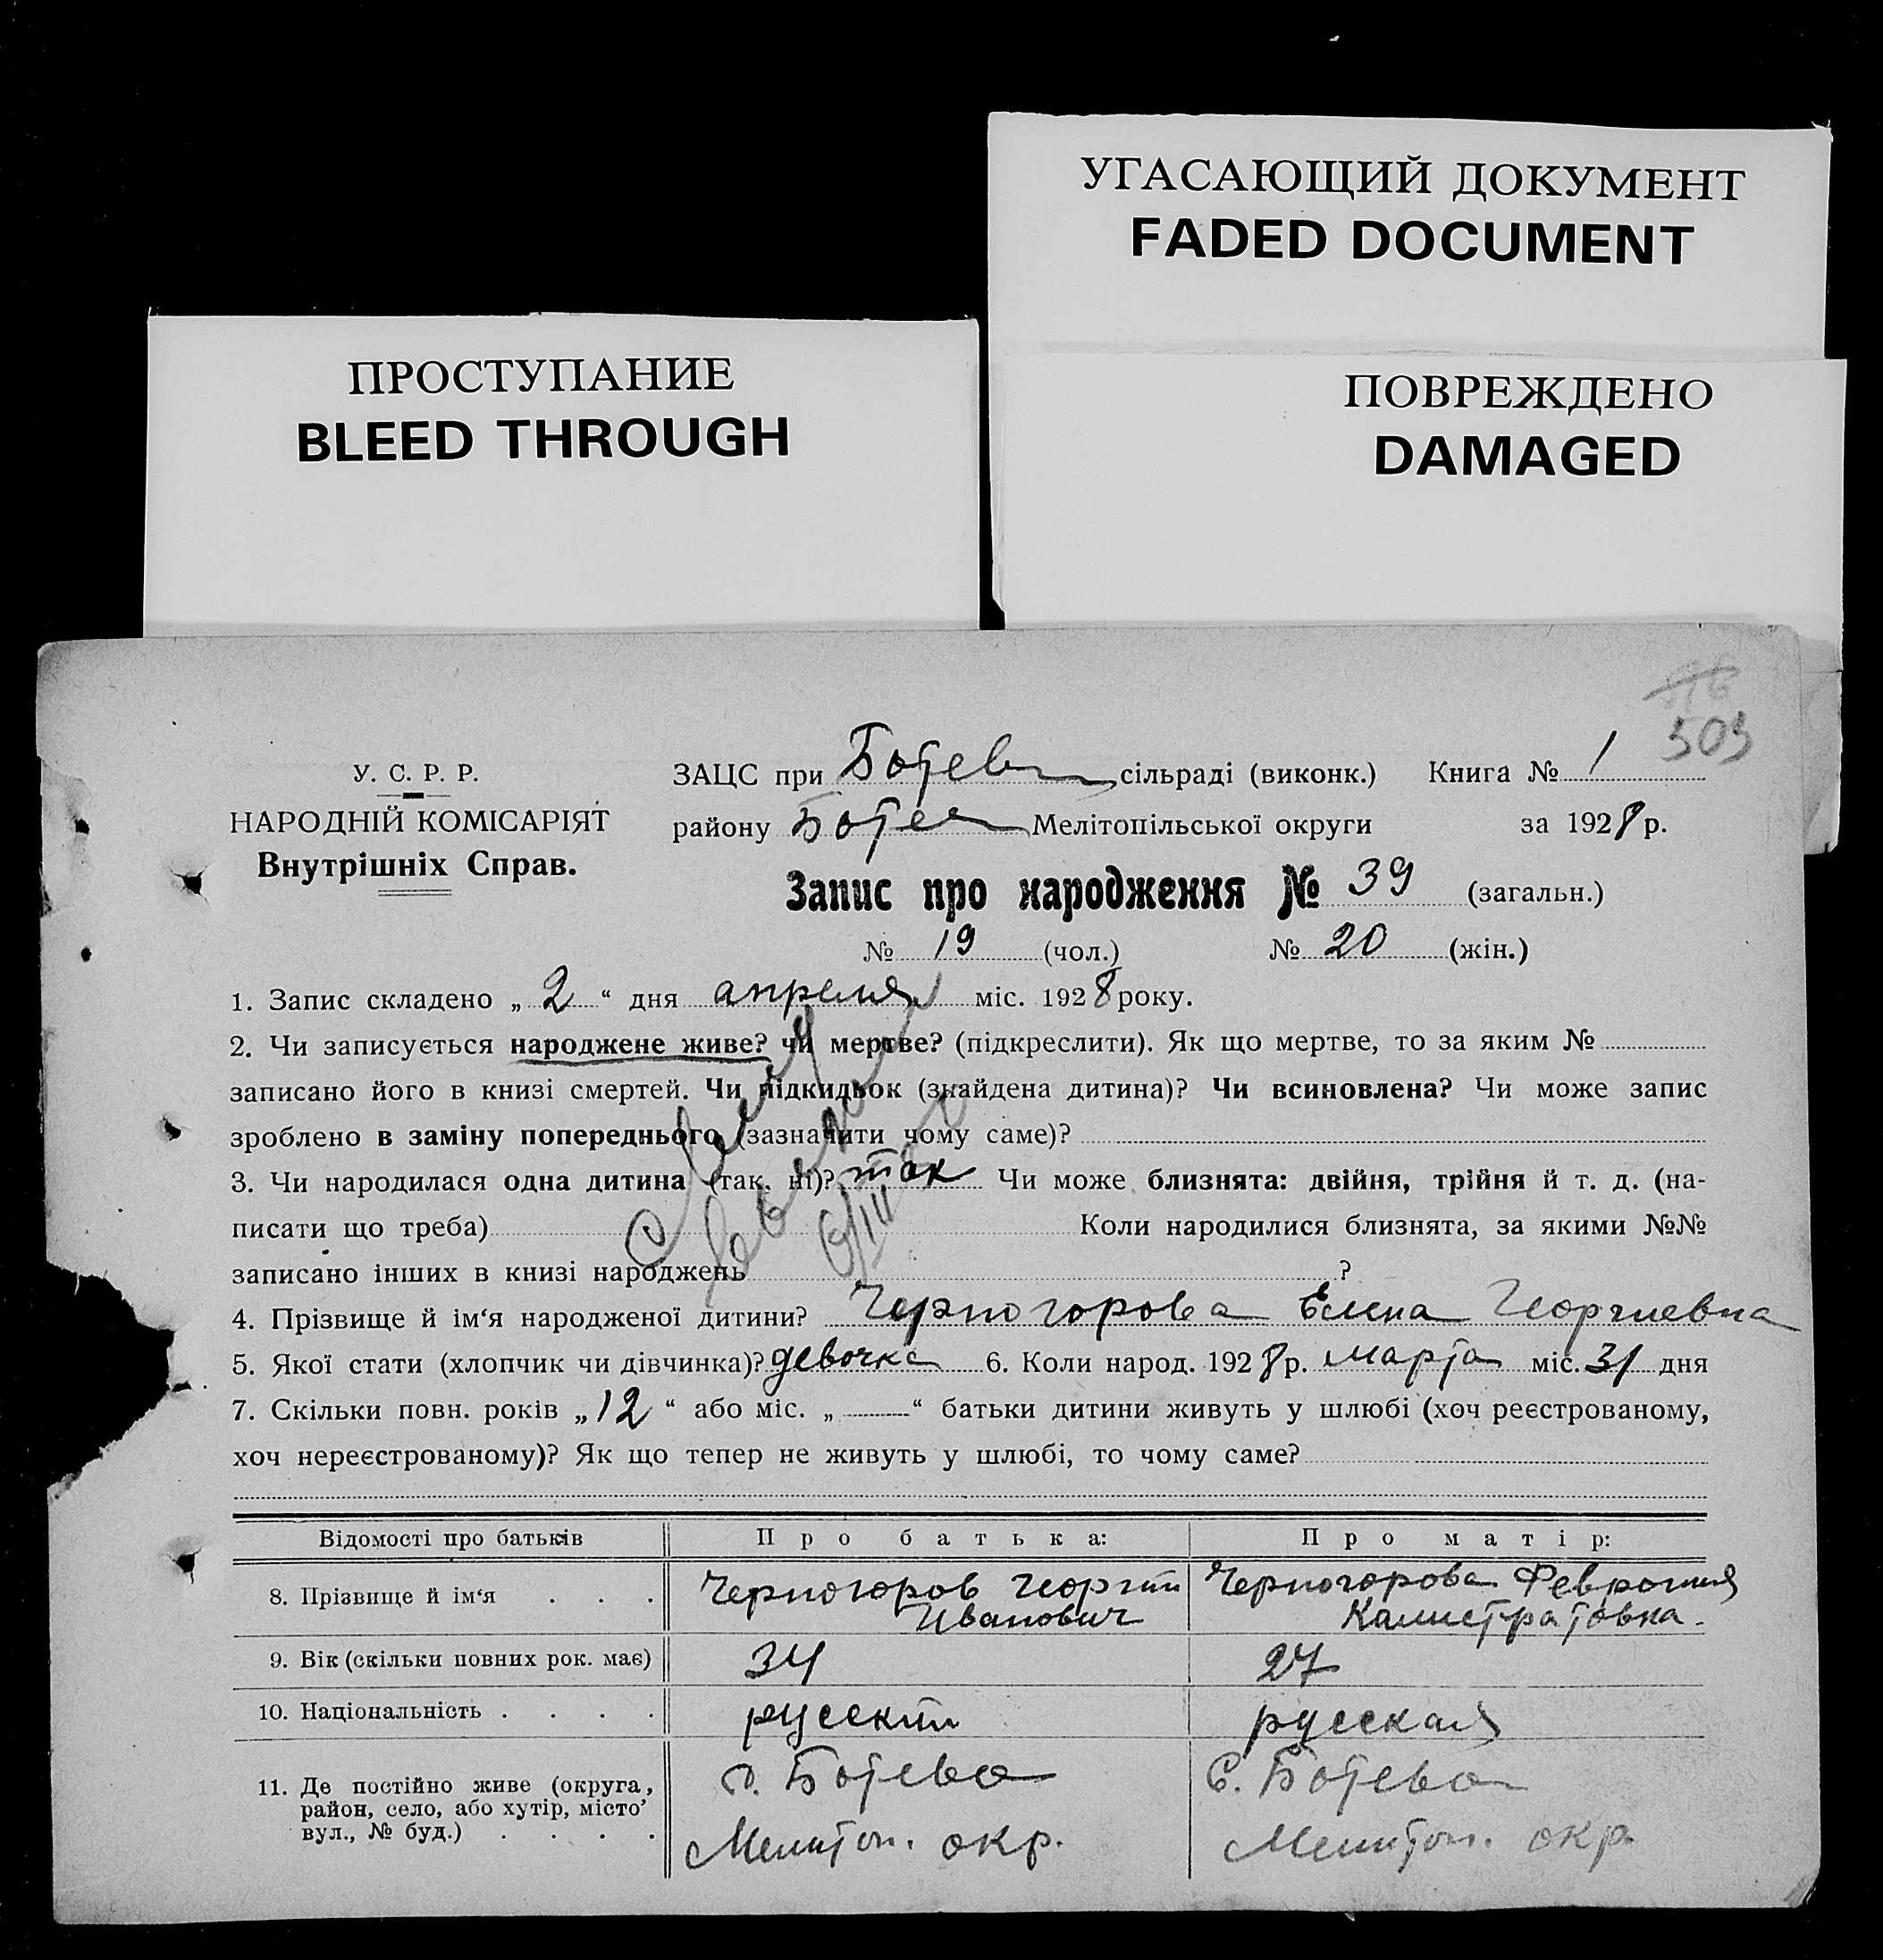 УГАСАЮЩИЙ ДОКУМЕНТ
FADED DOCUMENT
ПРОСТУПАНИЕ
BLEED THROUGH
ПОВРЕЖДЕНО
DAMAGED
503
У. С. Р. Р.
НАРОДНІЙ КОМІСАРІЯТ
Внутрішніх Справ.
ЗАЦС при Ботев сільраді (виконк.) Книга № 1
району Ботев Мелітопільської округи за 1928 р.
Запис про народження № 39 (загальн.)
№ 19 (чол.) № 20 (жін.)
1. Запис складено „ 2 “ дня апреля міс. 1928 року.
2. Чи записується народжене живе? чи мертве? (підкреслити). Як що мертве, то за яким №
записано його в книзі смертей. Чи підкидьок (знайдена дитина)? Чи всиновлена? Чи може запис
зроблено в заміну попереднього (зазначити чому саме)?
3. Чи народилася одна дитина (так, ні)? так Чи може близнята: двійня, трійня й т. д. (на-
писати що треба) Коли народилися близнята, за якими №№
записано інших в книзі народжень ?
4. Прізвище й ім‘я народженої дитини? Черногорова Елена Георгиевна
5. Якої стати (хлопчик чи дівчинка)? девочка 6. Коли народ. 1928 р. марта міс. 31 дня
7. Скільки повн. років „ 12 “ або міс. „ — “ батьки дитини живуть у шлюбі (хоч реєстрованому,
хоч нереєстрованому)? Як що тепер не живуть у шлюбі, то чому саме?
Відомості про батьків Про батька: Про матір:
8. Прізвище й ім‘я . . . Черногоров Георгий Черногорова Феврония
Иванович Калистратовна.
9. Вік (скільки повних рок. має) 34 27
10. Національність . . . . русский русская
11. Де постійно живе (округа, с. Ботево С. Ботево
район, село, або хутір, місто’
вул., № буд.) . . . . Мелитоп. окр. Мелитоп. окр.